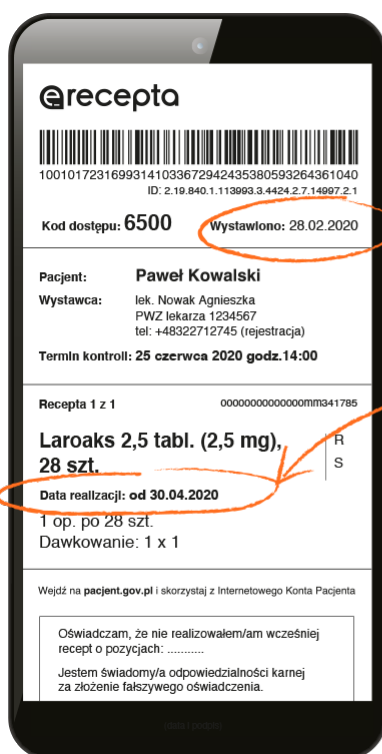 erecepta
10010172316993141033672942435380593264361040
ID: 2.19.840.1.113993.3.4424.2.7.14997.2.1
Kod dostępu: 6500 Wystawiono: 28.02.2020
Pacjent: Paweł Kowalski
Wystawca: lek. Nowak Agnieszka
PWZ lekarza 1234567
tel: +48322712745 (rejestracja)
Termin kontroli: 25 czerwca 2020 godz.14:00
Recepta 1 z 1 00000000000000mm341785
Laroaks 2,5 tabl. (2,5 mg), R
28 szt. S
Data realizacji: od 30.04.2020
1 op. po 28 szt.
Dawkowanie: 1 x 1
Wejdź na pacjent.gov.pl i skorzystaj z Internetowego Konta Pacjenta
Oświadczam, że nie realizowałem/am wcześniej
recept o pozycjach: ...........
Jestem świadomy/a odpowiedzialności karnej
za złożenie fałszywego oświadczenia.
(data i podpis)